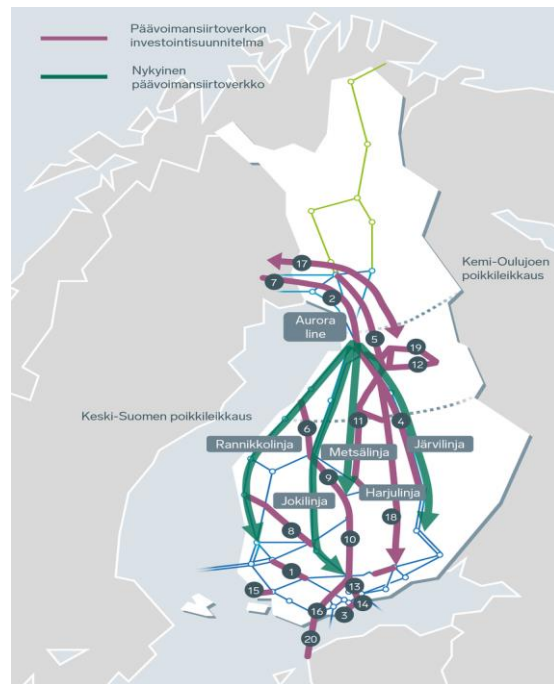 Päävoimansiirtoverkon
investointisuunnitelma
Nykyinen
päävoimansiirtoverkko
17
7
2
Kemi-Oulujoen
poikkileikkaus
Aurora
line
5
19
12
Keski-Suomen poikkileikkaus
6
11
4
Rannikkolinja
Metsälinja
Järvilinja
9
Jokilinja
Harjulinja
18
8
10
1
13
15
14
16
3
20